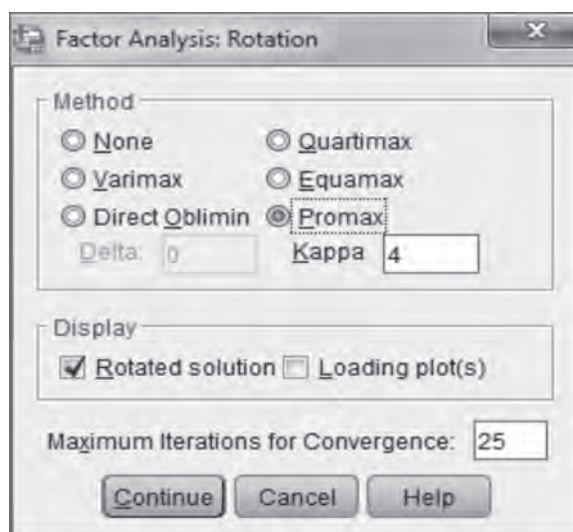 Factor Analysis: Rotation
Method
None
Quartimax
Varimax
Equamax
Direct Oblimin
Promax
Delta: 0
Kappa 4
Display
Rotated solution
Loading plot(s)
Maximum Iterations for Convergence: 25
Continue
Cancel
Help